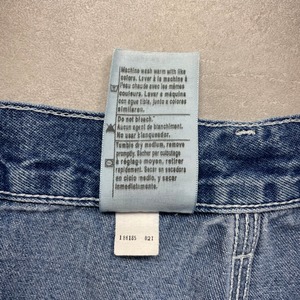 Machine wash warm with like
colors. Laver à la machine à
l'eau chaude avec les mêmes
couleurs. Lavar a máquina
con agua tibia, junto a colores
similares.
Do not bleach.
Aucun agent de blanchiment.
No usar blanqueador.
Tumble dry medium, remove
promptly. Sécher par culbutage
à réglage moyen, retirer
rapidement. Secar en secadora
en ciclo medio, y sacar
inmediatamente.
021